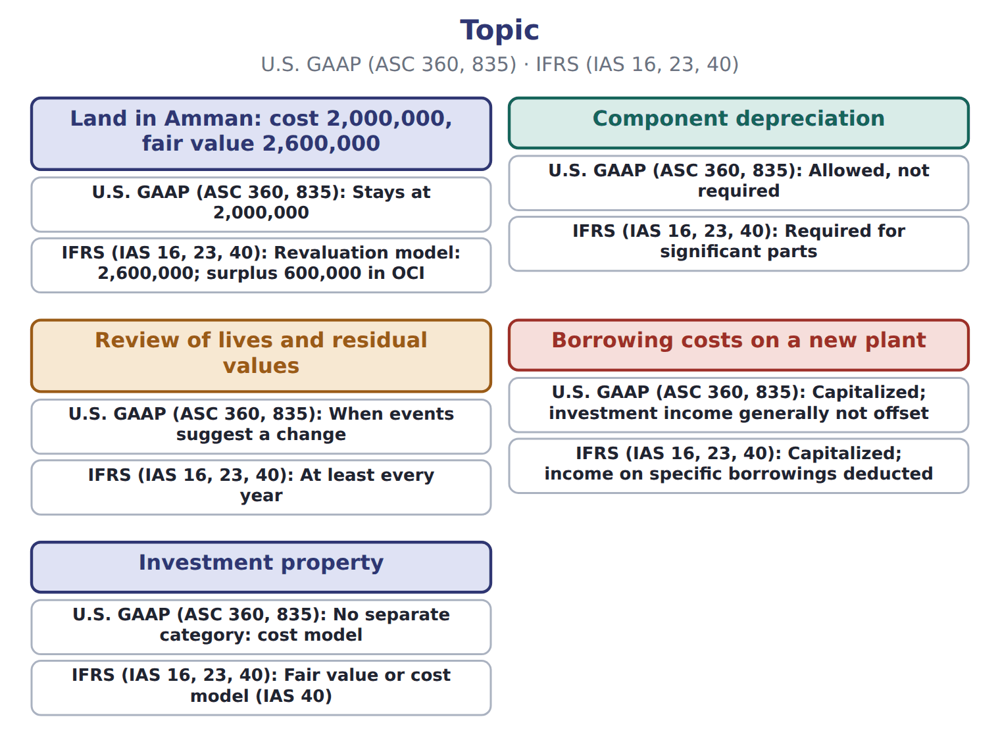 Topic
U.S. GAAP (ASC 360, 835) · IFRS (IAS 16, 23, 40)
Land in Amman: cost 2,000,000,
fair value 2,600,000
U.S. GAAP (ASC 360, 835): Stays at
2,000,000
IFRS (IAS 16, 23, 40): Revaluation model:
2,600,000; surplus 600,000 in OCI
Component depreciation
U.S. GAAP (ASC 360, 835): Allowed, not
required
IFRS (IAS 16, 23, 40): Required for
significant parts
Review of lives and residual
values
U.S. GAAP (ASC 360, 835): When events
suggest a change
IFRS (IAS 16, 23, 40): At least every
year
Borrowing costs on a new plant
U.S. GAAP (ASC 360, 835): Capitalized;
investment income generally not offset
IFRS (IAS 16, 23, 40): Capitalized;
income on specific borrowings deducted
Investment property
U.S. GAAP (ASC 360, 835): No separate
category: cost model
IFRS (IAS 16, 23, 40): Fair value or cost
model (IAS 40)